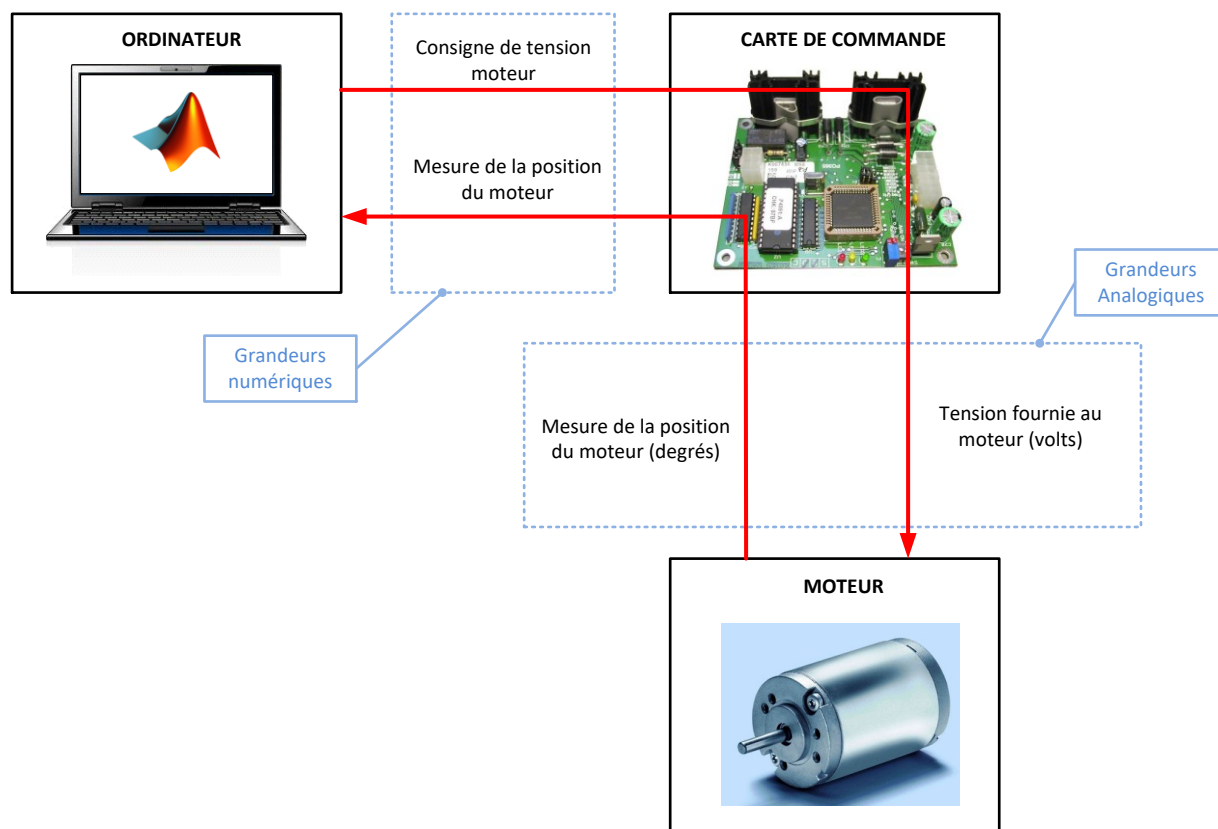 ORDINATEUR
Consigne de tension
moteur
Mesure de la position
du moteur
CARTE DE COMMANDE
Grandeurs
numériques
Grandeurs
Analogiques
Mesure de la position
du moteur (degrés)
Tension fournie au
moteur (volts)
MOTEUR